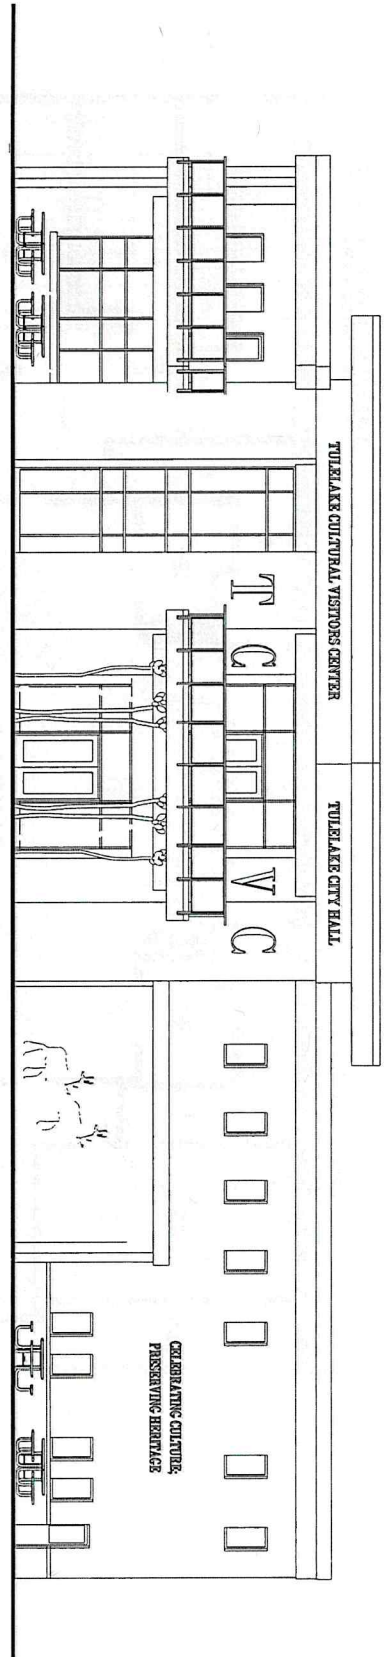 TULELAKE CULTURAL VISITORS CENTER
TULELAKE CITY HALL
T C V C
CELEBRATING CULTURE,
PRESERVING HERITAGE